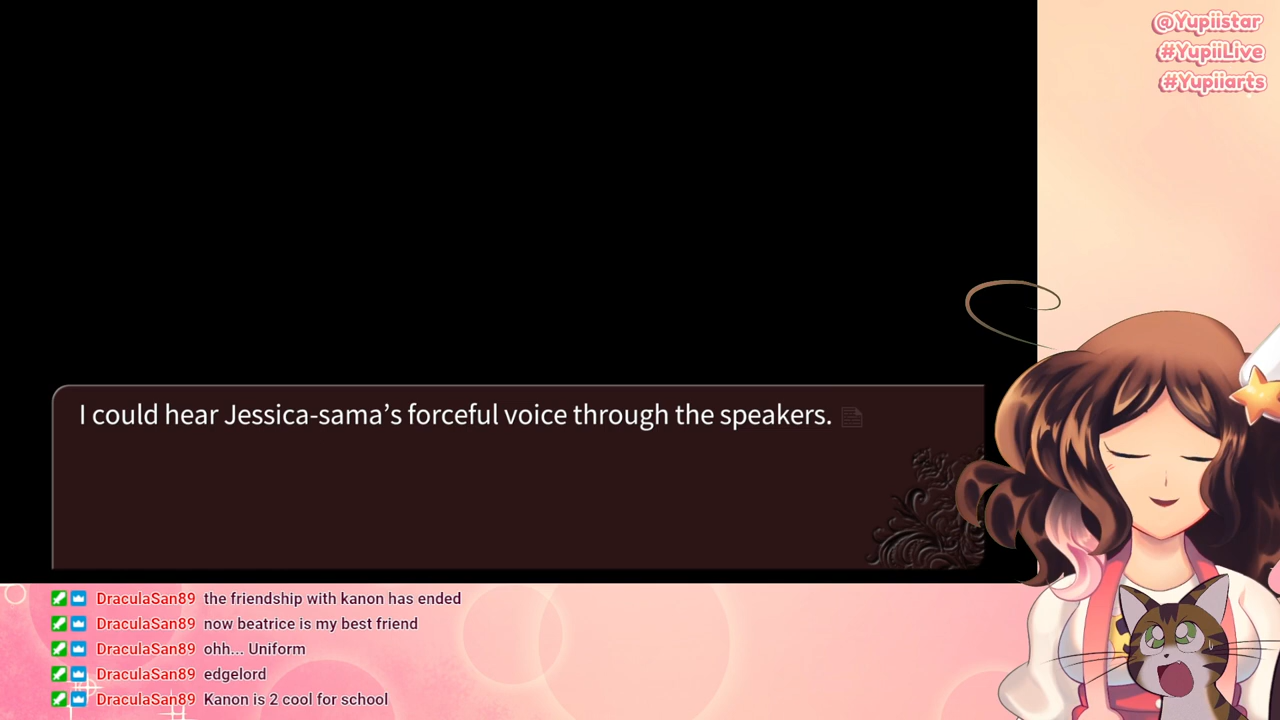 @Yupiistar
#YupiiLive
#Yupiiarts
I could hear Jessica-sama’s forceful voice through the speakers.
DraculaSan89 the friendship with kanon has ended
DraculaSan89 now beatrice is my best friend
DraculaSan89 ohh... Uniform
DraculaSan89 edgelord
DraculaSan89 Kanon is 2 cool for school